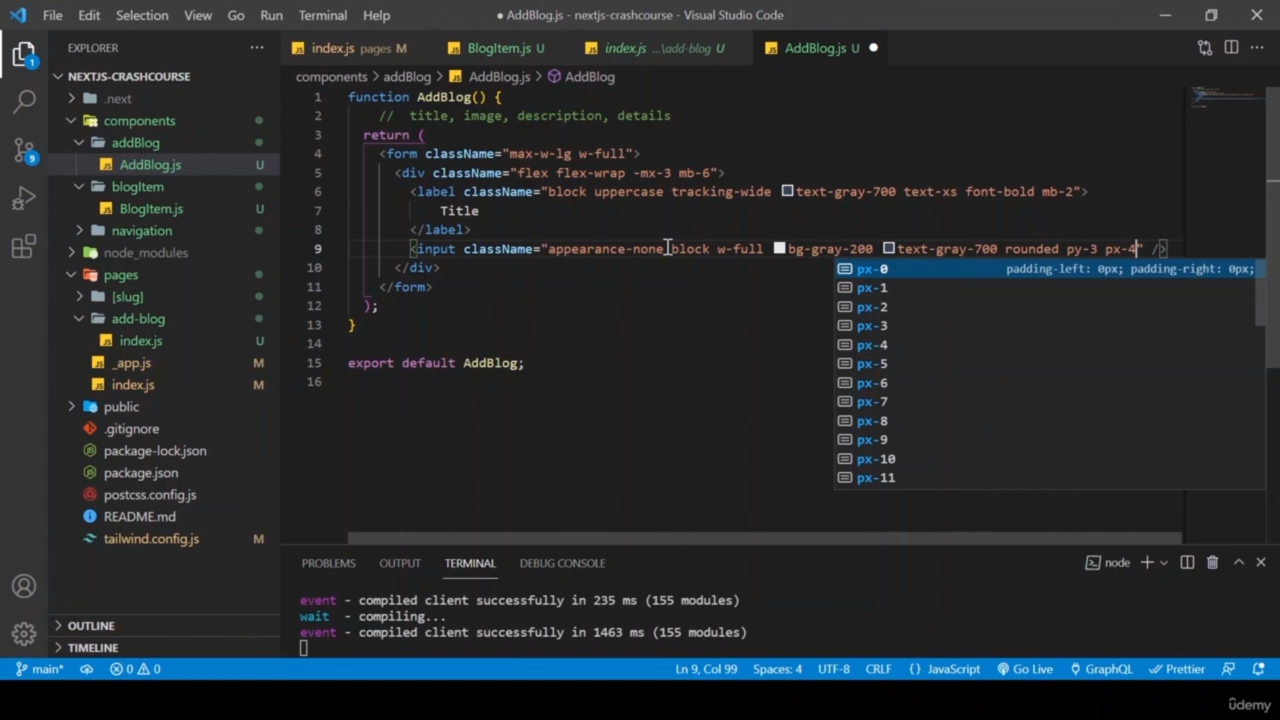 File Edit Selection View Go Run Terminal Help
● AddBlog.js - nextjs-crashcourse - Visual Studio Code
EXPLORER
NEXTJS-CRASHCOURSE
.next
components
addBlog
AddBlog.js U
blogItem
BlogItem.js U
navigation
node_modules
pages
[slug]
add-blog
index.js U
_app.js M
index.js M
public
.gitignore
package-lock.json
package.json
postcss.config.js
README.md
tailwind.config.js M
OUTLINE
TIMELINE
1
9
index.js pages M
BlogItem.js U
index.js ...\add-blog U
AddBlog.js U
components > addBlog > AddBlog.js > AddBlog
1 function AddBlog() {
2 // title, image, description, details
3 return (
4 <form className="max-w-lg w-full">
5 <div className="flex flex-wrap -mx-3 mb-6">
6 <label className="block uppercase tracking-wide text-gray-700 text-xs font-bold mb-2">
7 Title
8 </label>
9 <input className="appearance-none block w-full bg-gray-200 text-gray-700 rounded py-3 px-4" />
10 </div>
11 </form>
12 );
13 }
14
15 export default AddBlog;
16
px-0 padding-left: 0px; padding-right: 0px;
px-1
px-2
px-3
px-4
px-5
px-6
px-7
px-8
px-9
px-10
px-11
PROBLEMS OUTPUT TERMINAL DEBUG CONSOLE
node
event - compiled client successfully in 235 ms (155 modules)
wait - compiling...
event - compiled client successfully in 1463 ms (155 modules)
main* 0 0 Ln 9, Col 99 Spaces: 4 UTF-8 CRLF {} JavaScript Go Live GraphQL Prettier
ûdemy